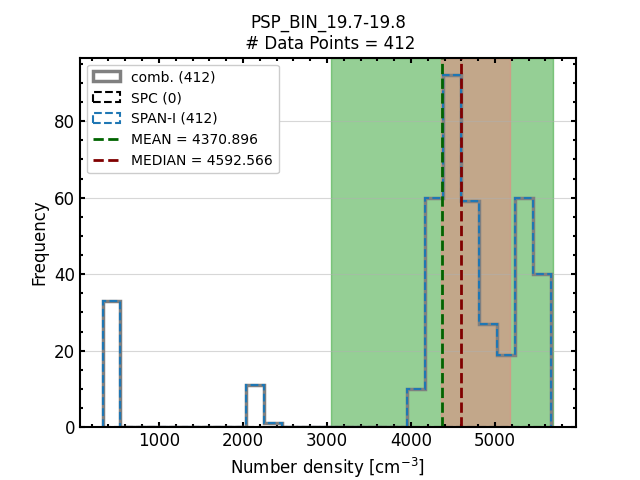 PSP_BIN_19.7-19.8
# Data Points = 412
comb. (412)
SPC (0)
SPAN-I (412)
MEAN = 4370.896
MEDIAN = 4592.566
Frequency
80
60
40
20
0
1000 2000 3000 4000 5000
Number density [cm⁻³]